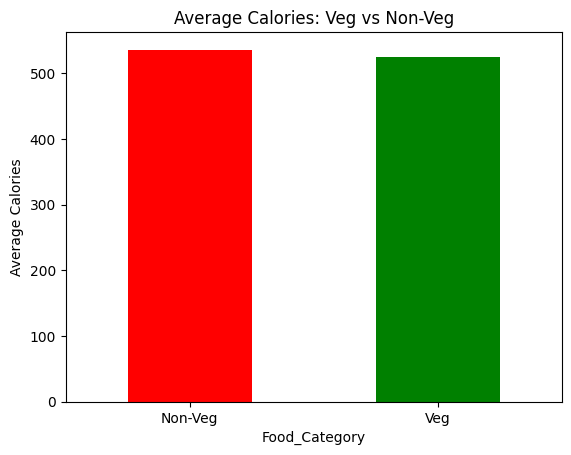 Average Calories: Veg vs Non-Veg
500
400
300
200
100
0
Average Calories
Non-Veg
Veg
Food_Category